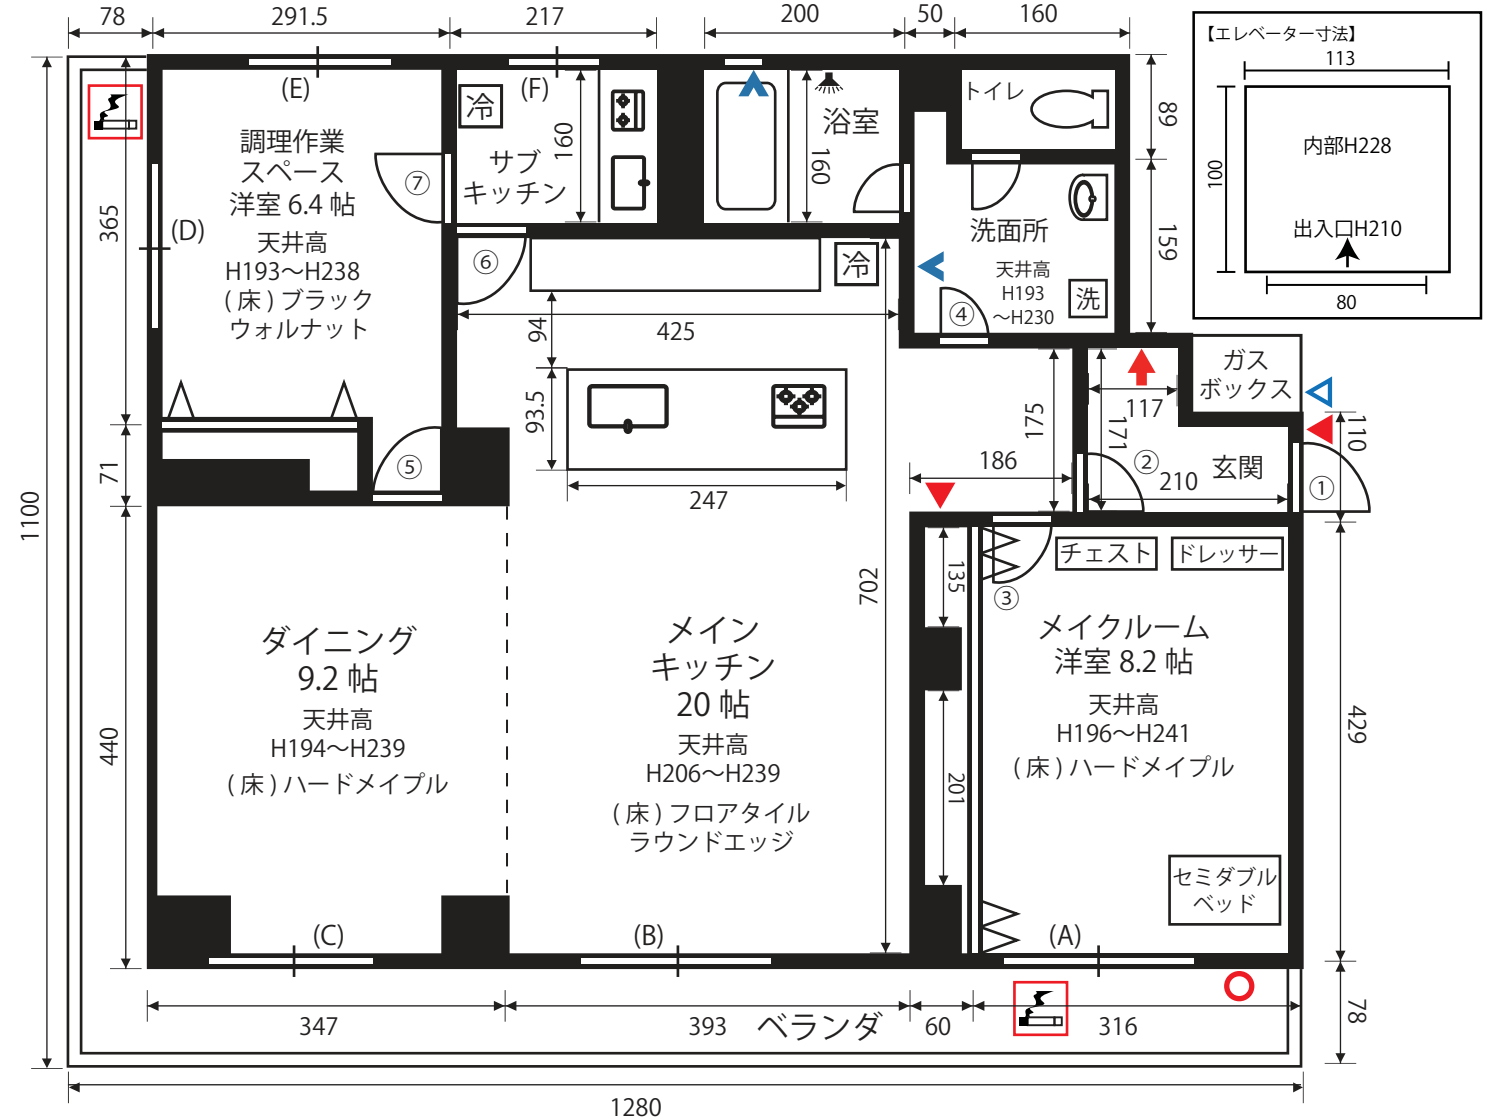 78
291.5
217
200
50
160
【エレベーター寸法】
113
100
内部H228
出入口H210
80
(E)
(F)
冷
サブ
キッチン
160
浴室
160
トイレ
89
調理作業
スペース
洋室 6.4 帖
天井高
H193～H238
( 床 ) ブラック
ウォルナット
(D)
365
⑦
⑥
冷
洗面所
天井高
H193
～H230
洗
④
159
425
94
93.5
247
ガス
ボックス
117
175
171
110
186
②
210
玄関
①
71
⑤
1100
702
135
チェスト
ドレッサー
③
ダイニング
9.2 帖
天井高
H194～H239
( 床 ) ハードメイプル
メイン
キッチン
20 帖
天井高
H206～H239
( 床 ) フロアタイル
ラウンドエッジ
メイクルーム
洋室 8.2 帖
天井高
H196～H241
( 床 ) ハードメイプル
440
201
429
セミダブル
ベッド
(C)
(B)
(A)
347
393
ベランダ
60
316
78
1280